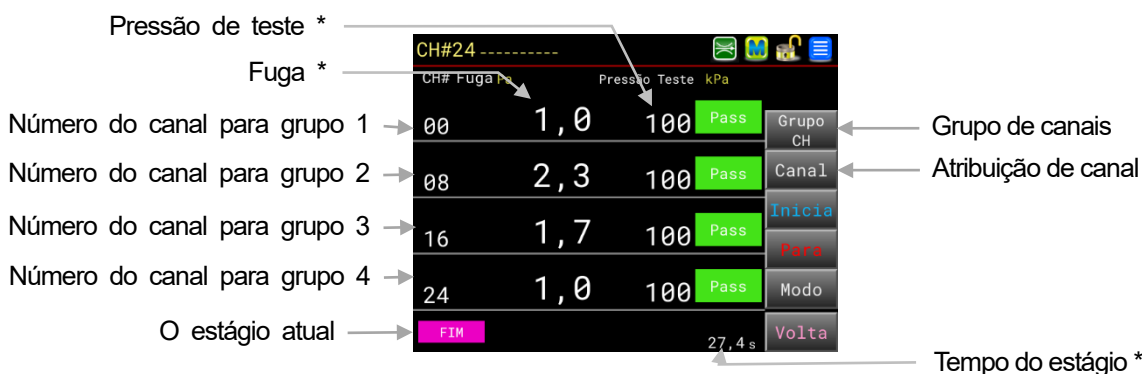 Pressão de teste *
Fuga *
Número do canal para grupo 1
Número do canal para grupo 2
Número do canal para grupo 3
Número do canal para grupo 4
O estágio atual
CH#24 ----------
M
CH# Fuga Pa Pressão Teste kPa
00 1,0 100 Pass
08 2,3 100 Pass
16 1,7 100 Pass
24 1,0 100 Pass
FIM 27,4 s
Grupo
CH
Canal
Inicia
Para
Modo
Volta
Grupo de canais
Atribuição de canal
Tempo do estágio *